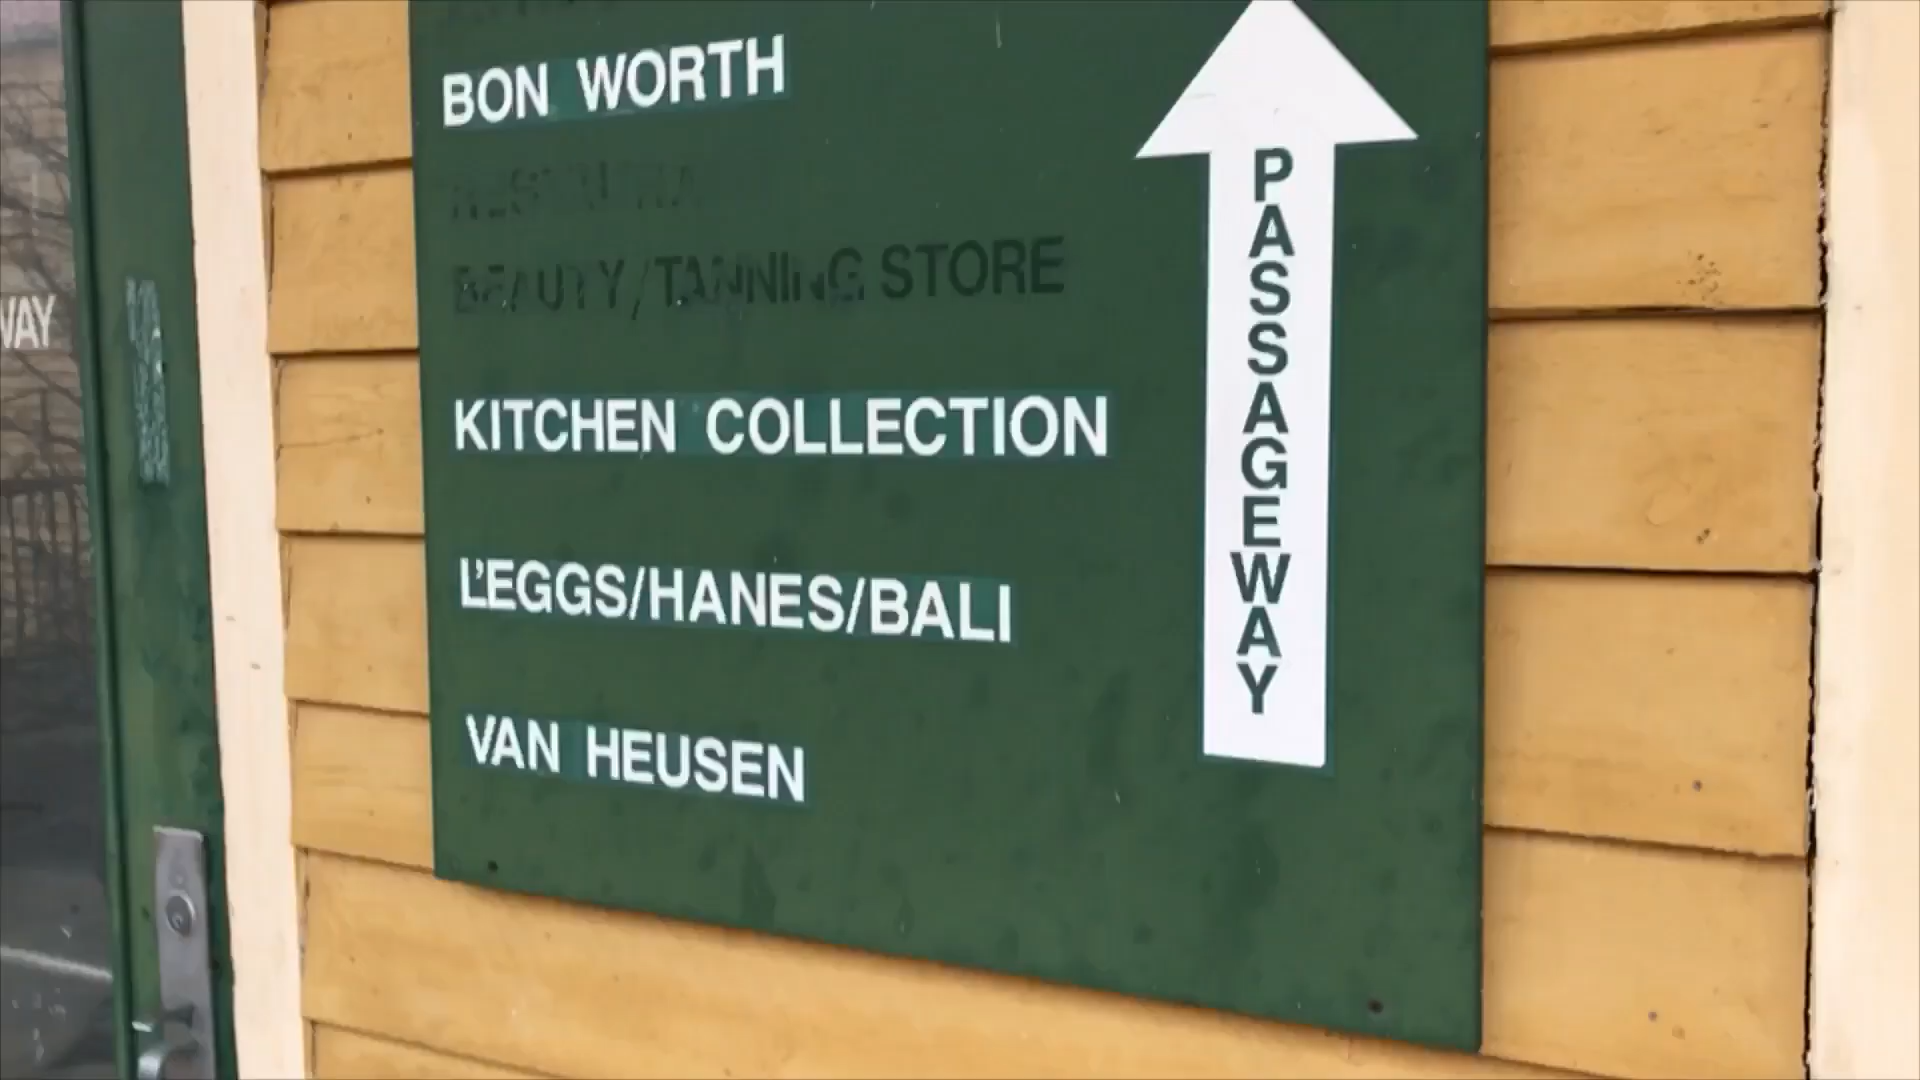 BON WORTH
BEAUTY/TANNING STORE
KITCHEN COLLECTION
L'EGGS/HANES/BALI
VAN HEUSEN
PASSAGEWAY
WAY